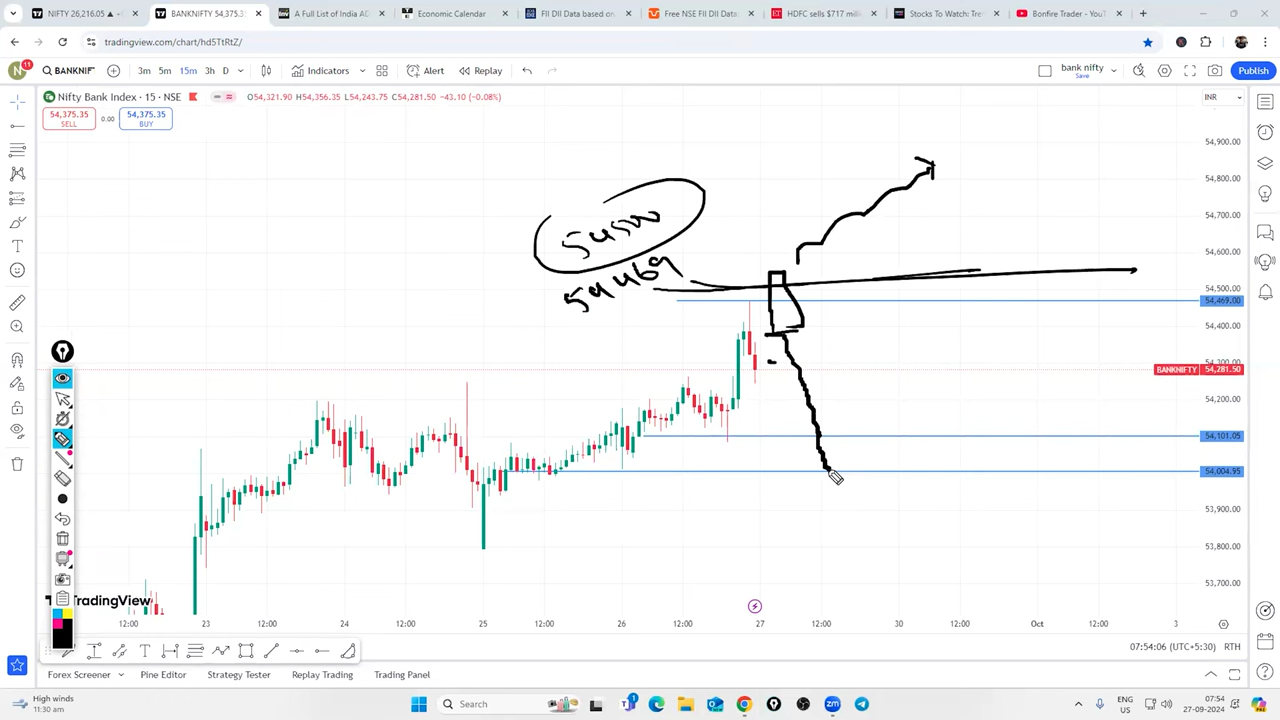 NIFTY 26,216.05 ▲
BANKNIFTY 54,375.35
A Full List of India AD
Economic Calendar
FII DII Data based on
Free NSE FII DII Data
HDFC sells $717 mill
Stocks To Watch: Tre
Bonfire Trader - YouT
tradingview.com/chart/hd5TtRtZ/
N
11
BANKNIF
3m 5m 15m 3h D
Indicators
Alert
Replay
bank nifty
Save
Publish
Nifty Bank Index · 15 · NSE O54,321.90 H54,356.35 L54,243.75 C54,281.50 −43.10 (−0.08%)
INR
54,375.35
SELL
0.00
54,375.35
BUY
54,900.00
54,800.00
54,700.00
54,600.00
54,500.00
54500
54469
54,469.00
54,400.00
54,300.00
BANKNIFTY 54,281.50
54,200.00
54,101.05
54,004.95
53,900.00
53,800.00
53,700.00
TradingView
12:00 23 12:00 24 12:00 25 12:00 26 12:00 27 12:00 30 12:00 Oct 12:00 3
07:54:06 (UTC+5:30) RTH
Forex Screener Pine Editor Strategy Tester Replay Trading Trading Panel
High winds
11:30 am
Search
ENG
US
07:54
27-09-2024